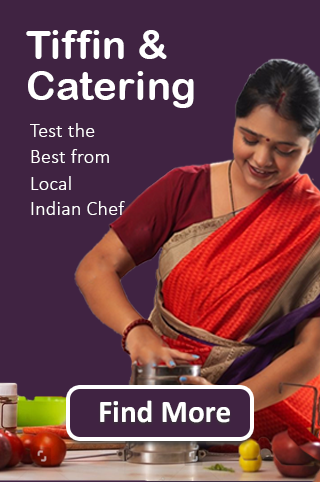 Tiffin &
Catering
Test the
Best from
Local
Indian Chef
Find More